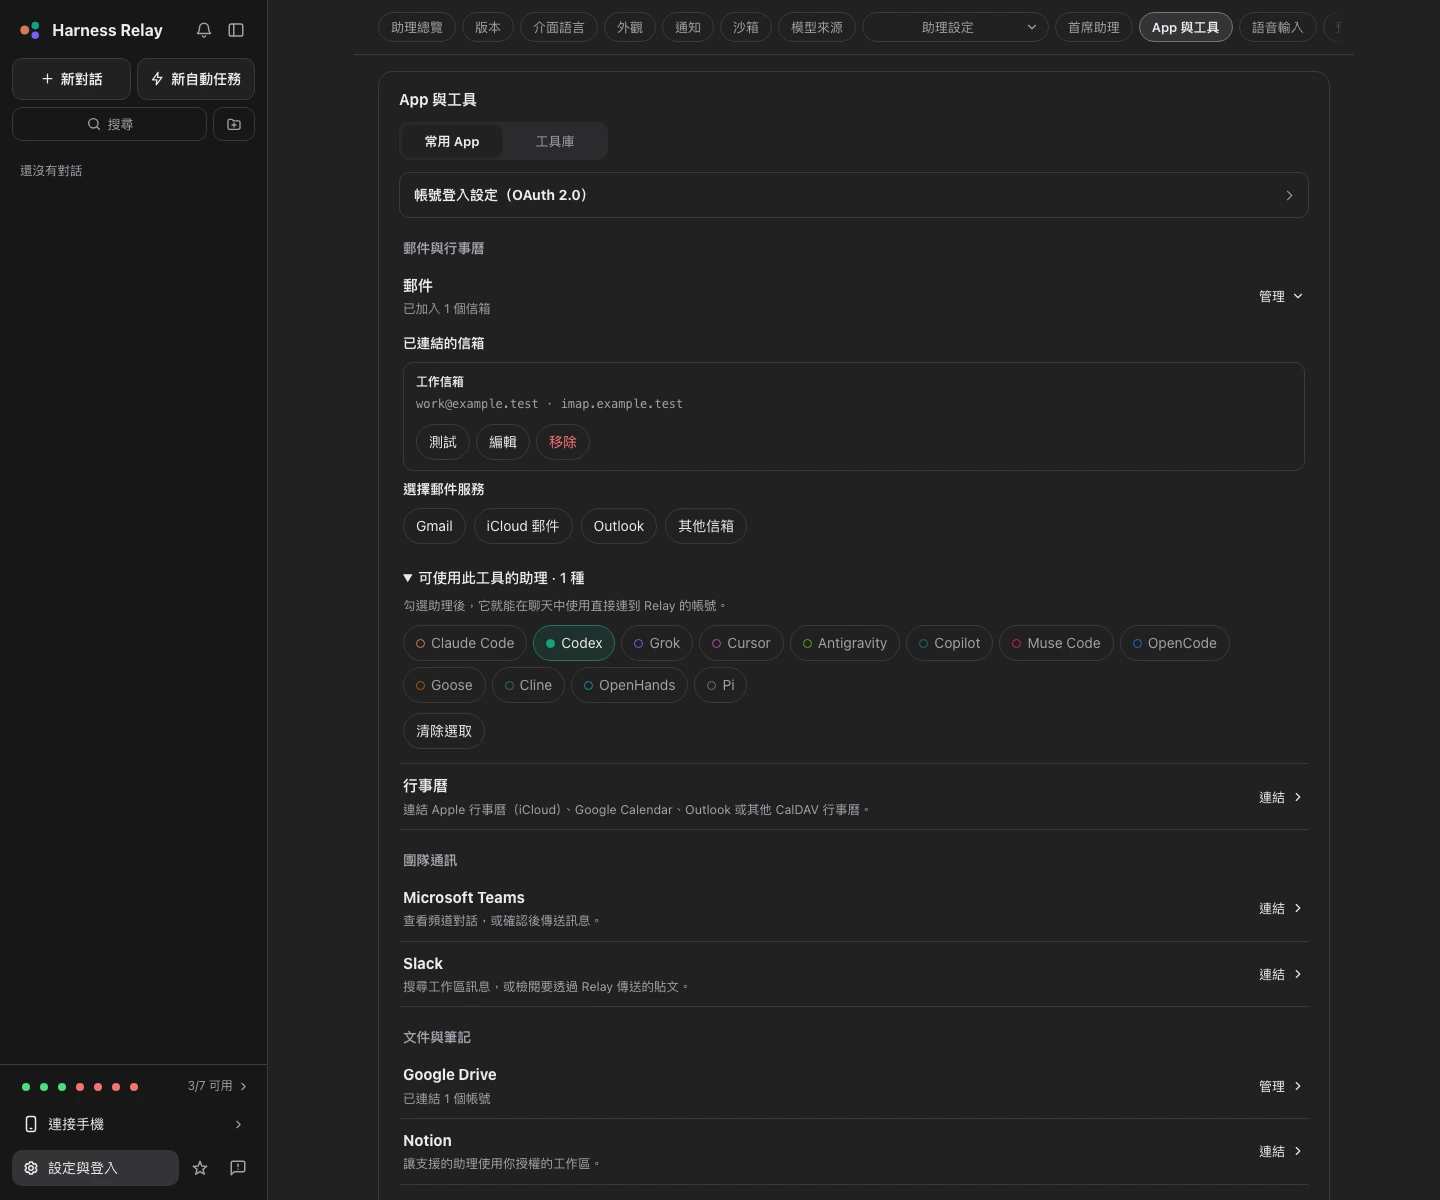 Harness Relay
新對話
新自動任務
搜尋
還沒有對話
3/7 可用
連接手機
設定與登入
助理總覽
版本
介面語言
外觀
通知
沙箱
模型來源
助理設定
首席助理
App 與工具
語音輸入
App 與工具
常用 App
工具庫
帳號登入設定（OAuth 2.0）
郵件與行事曆
郵件
已加入 1 個信箱
管理
已連結的信箱
工作信箱
work@example.test · imap.example.test
測試
編輯
移除
選擇郵件服務
Gmail
iCloud 郵件
Outlook
其他信箱
▼ 可使用此工具的助理 · 1 種
勾選助理後，它就能在聊天中使用直接連到 Relay 的帳號。
Claude Code
Codex
Grok
Cursor
Antigravity
Copilot
Muse Code
OpenCode
Goose
Cline
OpenHands
Pi
清除選取
行事曆
連結 Apple 行事曆（iCloud）、Google Calendar、Outlook 或其他 CalDAV 行事曆。
連結
團隊通訊
Microsoft Teams
查看頻道對話，或確認後傳送訊息。
連結
Slack
搜尋工作區訊息，或檢閱要透過 Relay 傳送的貼文。
連結
文件與筆記
Google Drive
已連結 1 個帳號
管理
Notion
讓支援的助理使用你授權的工作區。
連結